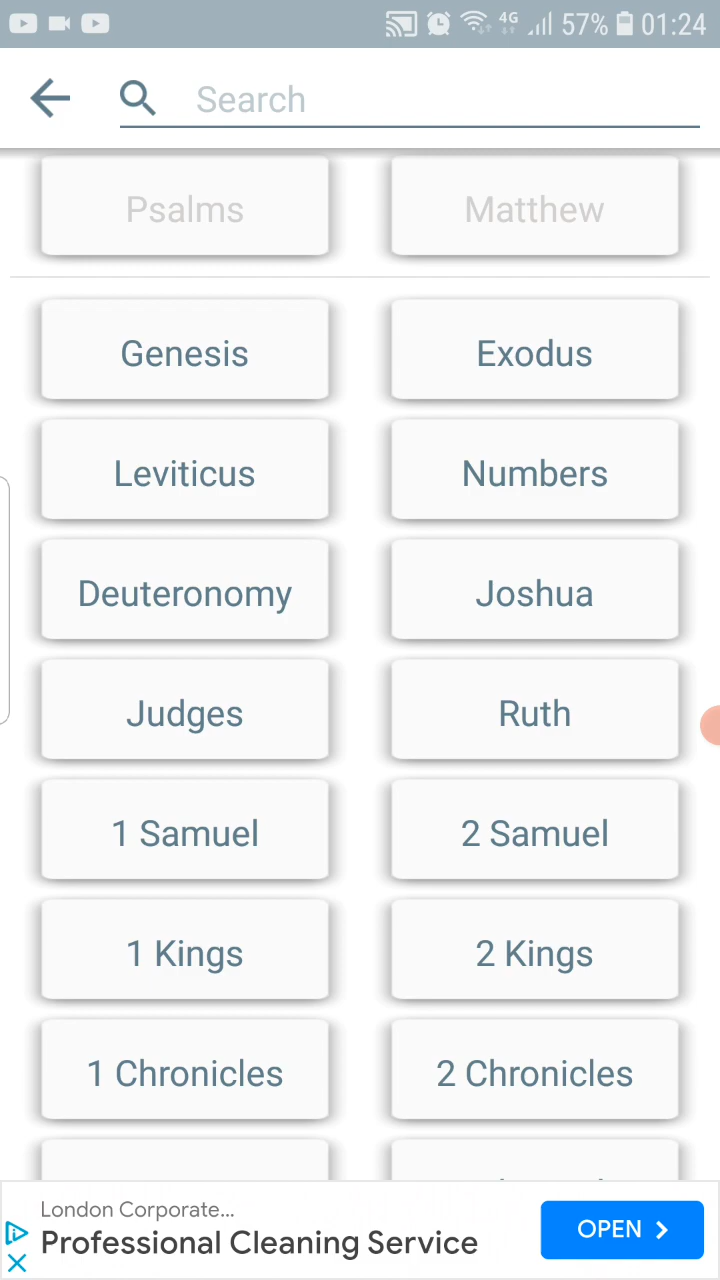 4G 57% 01:24
Search
Psalms Matthew
Genesis Exodus
Leviticus Numbers
Deuteronomy Joshua
Judges Ruth
1 Samuel 2 Samuel
1 Kings 2 Kings
1 Chronicles 2 Chronicles
London Corporate...
Professional Cleaning Service
OPEN